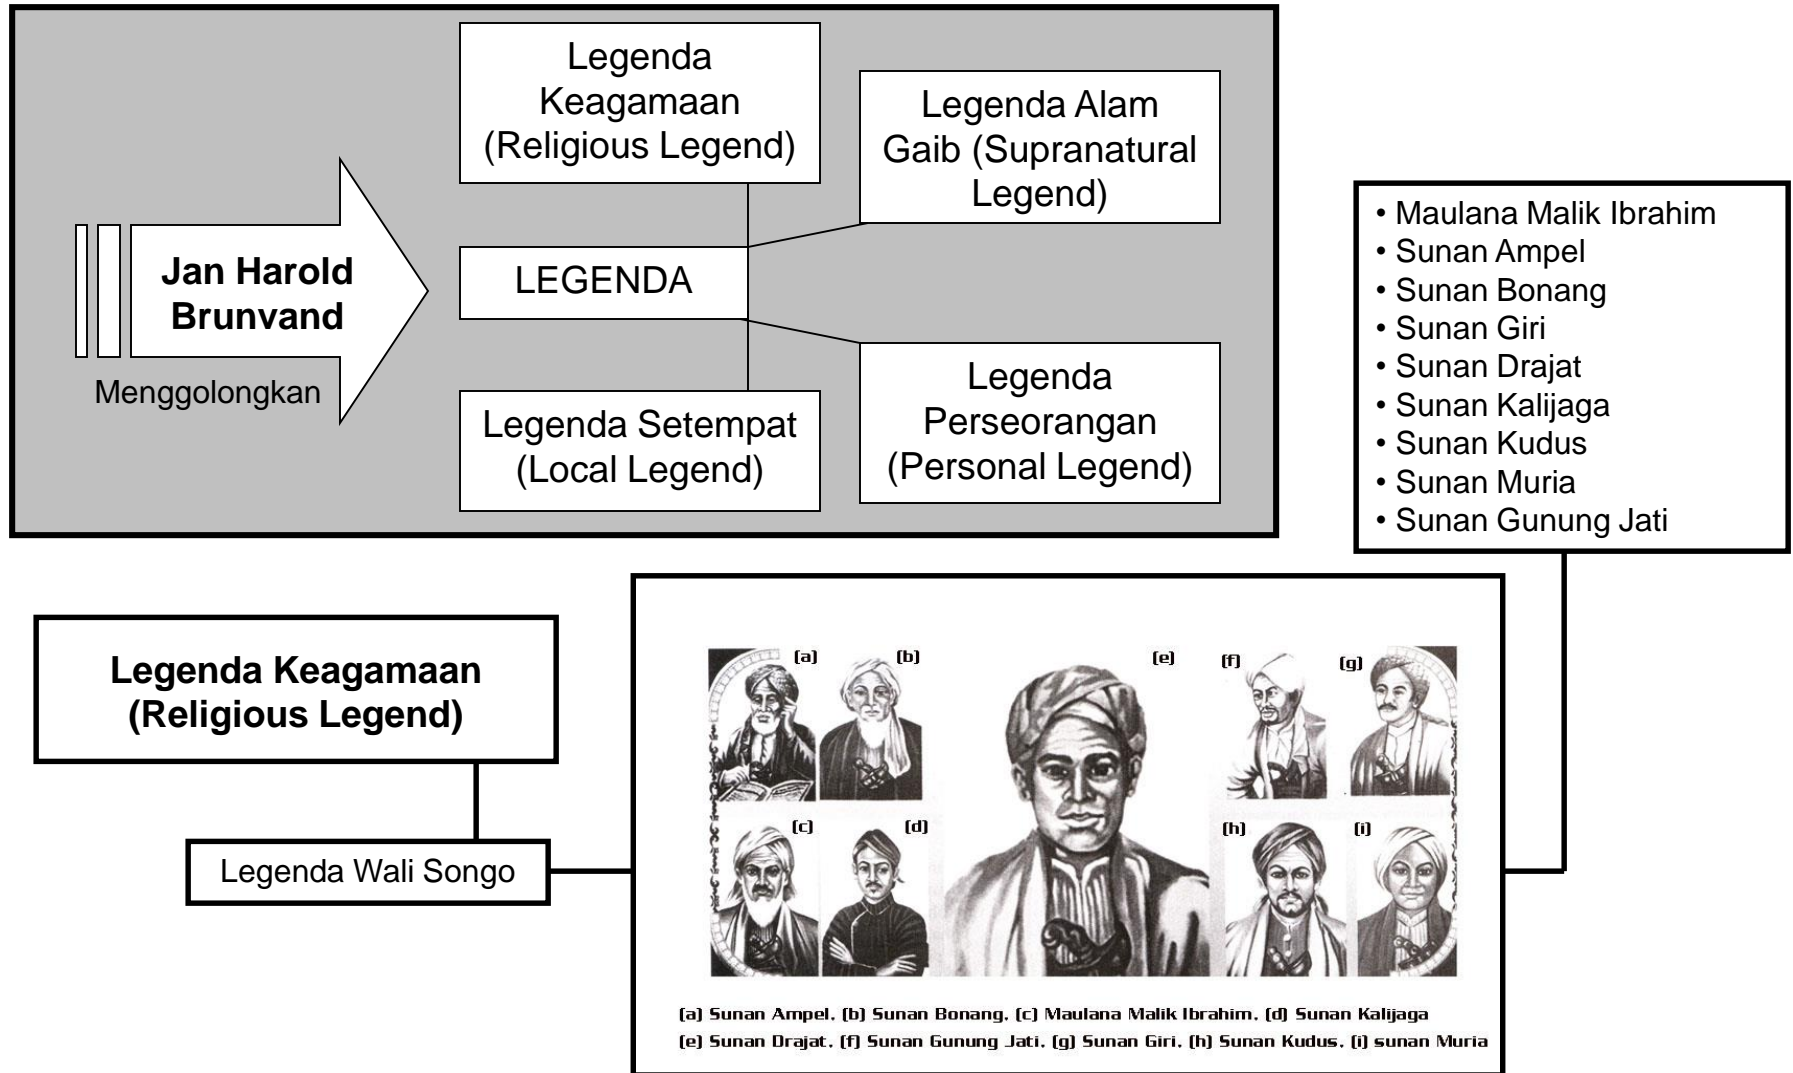 Legenda
Keagamaan
(Religious Legend)
Legenda Alam
Gaib (Supranatural
Legend)
Jan Harold
Brunvand
Menggolongkan
LEGENDA
Legenda Setempat
(Local Legend)
Legenda
Perseorangan
(Personal Legend)
• Maulana Malik Ibrahim
• Sunan Ampel
• Sunan Bonang
• Sunan Giri
• Sunan Drajat
• Sunan Kalijaga
• Sunan Kudus
• Sunan Muria
• Sunan Gunung Jati
Legenda Keagamaan
(Religious Legend)
Legenda Wali Songo
(a)
(b)
(e)
(f)
(g)
(c)
(d)
(h)
(i)
(a) Sunan Ampel, (b) Sunan Bonang, (c) Maulana Malik Ibrahim, (d) Sunan Kalijaga
(e) Sunan Drajat, (f) Sunan Gunung Jati, (g) Sunan Giri, (h) Sunan Kudus, (i) sunan Muria